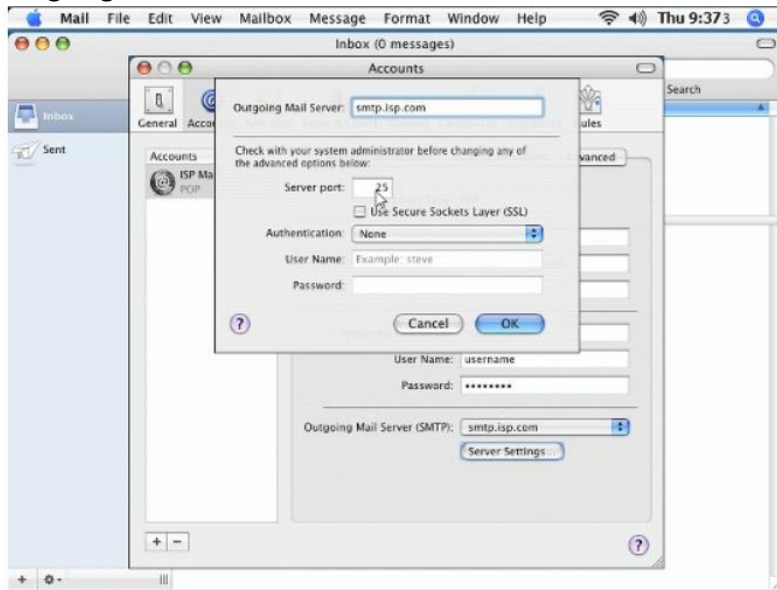 Mail File Edit View Mailbox Message Format Window Help Thu 9:37
Inbox (0 messages)
Accounts
Search
General
Inbox
Sent
Outgoing Mail Server: smtp.isp.com
Check with your system administrator before changing any of
the advanced options below:
Server port: 25
Use Secure Sockets Layer (SSL)
Authentication: None
User Name: Example: steve
Password:
? Cancel OK
Accounts
ISP Ma
POP
User Name: username
Password: ••••••••
Outgoing Mail Server (SMTP): smtp.isp.com
Server Settings...
+ - ?
+